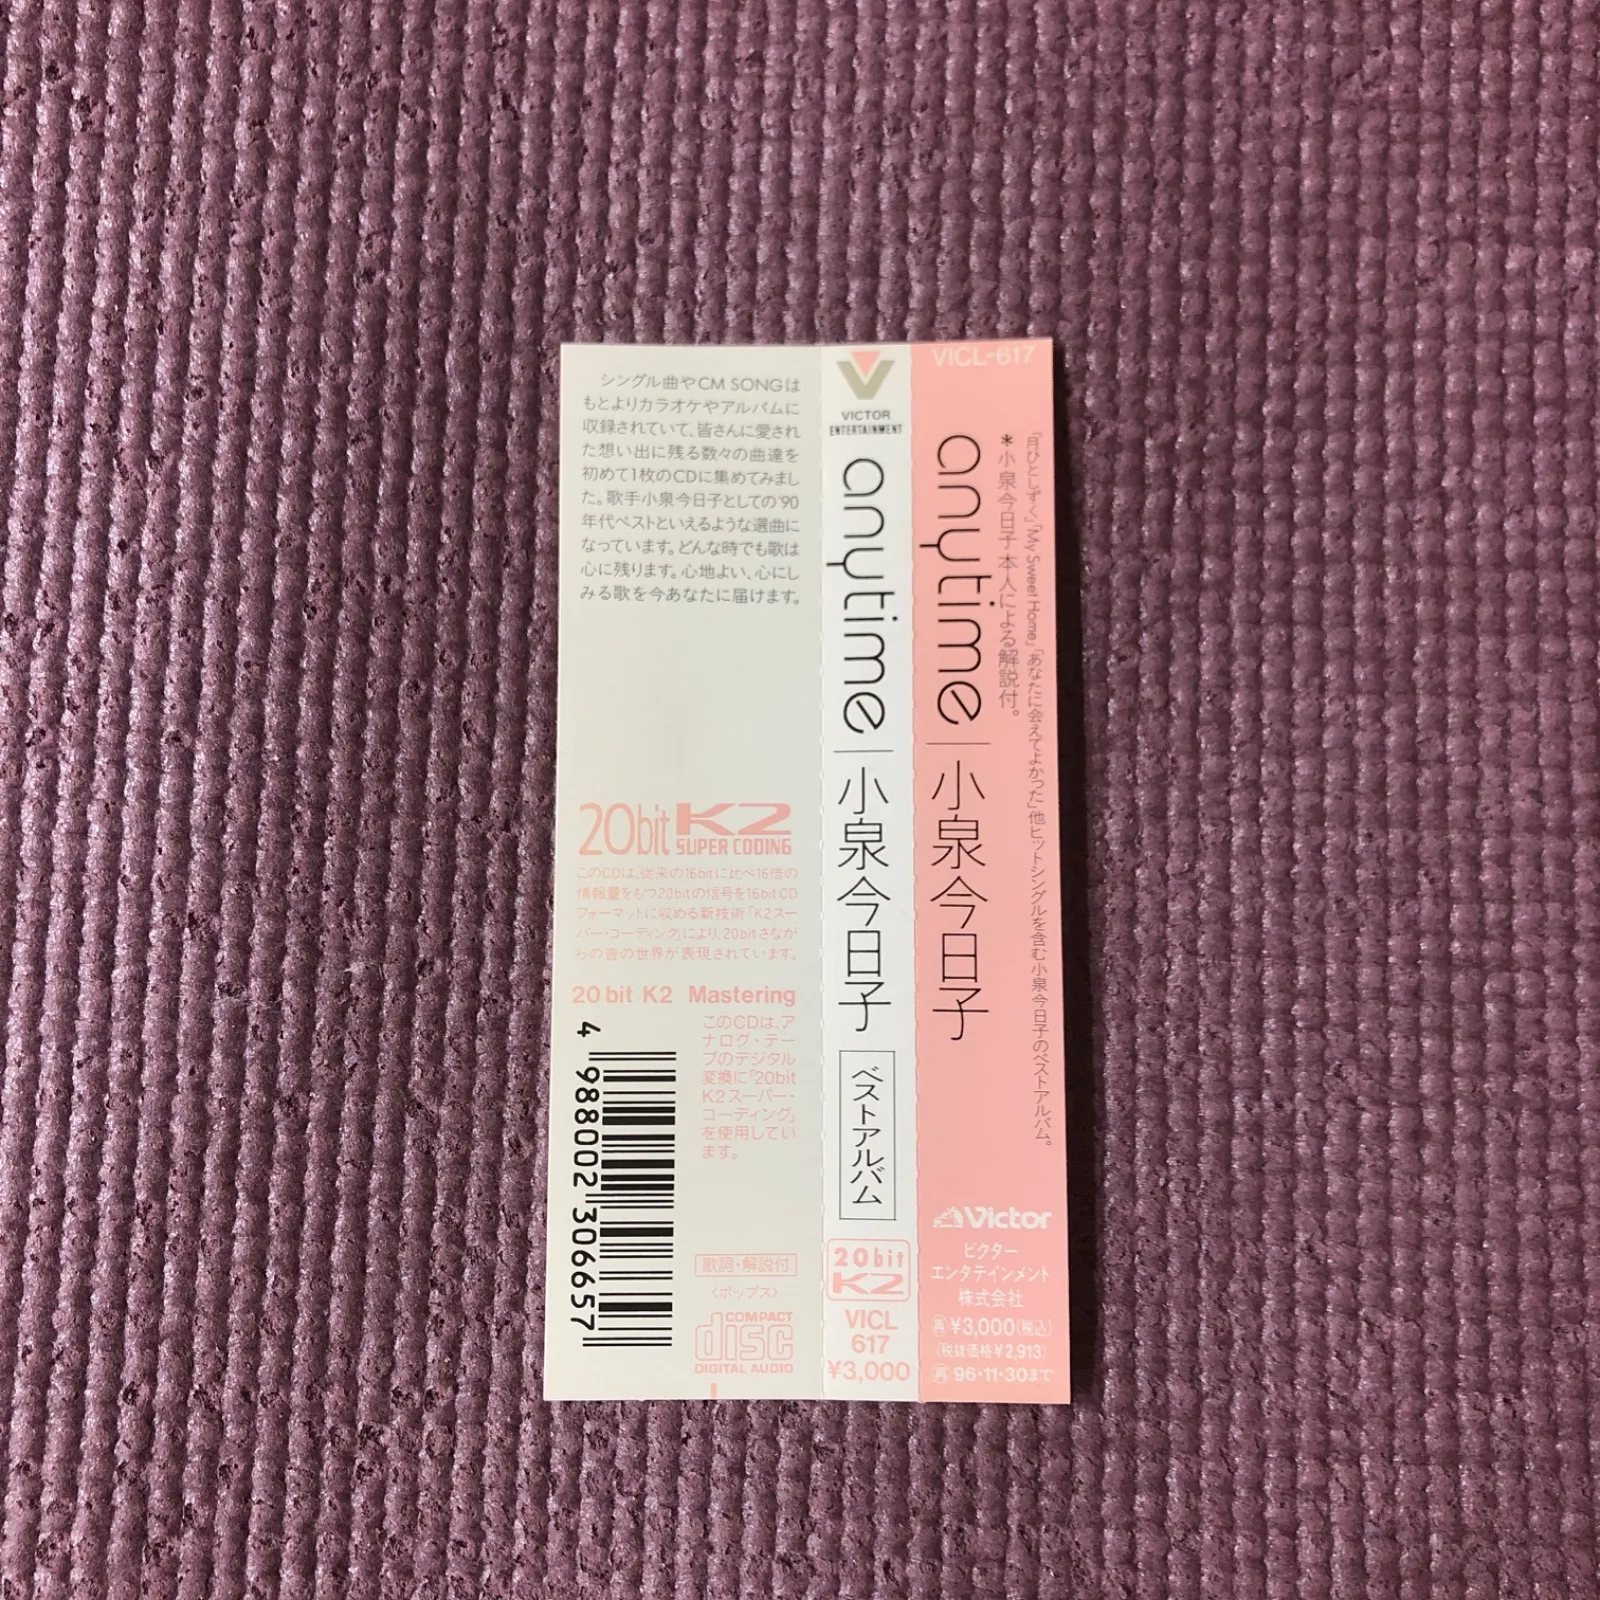 シングル曲やCM SONGは
もとよりカラオケやアルバムに
収録されていて、皆さんに愛され
た想い出に残る数々の曲達を
初めて1枚のCDに集めてみまし
た。歌手小泉今日子としての'90
年代ベストといえるような選曲に
なっています。どんな時でも歌は
心に残ります。心地よい、心にし
みる歌を今あなたに届けます。
20bit K2
SUPER CODING
このCDは、従来の16bitに比べ16倍の
情報量をもつ20bitの信号を16bit CD
フォーマットに収める新技術「K2スー
パー・コーディング」により、20bitさなが
らの音の世界が表現されています。
20 bit K2 Mastering
このCDは、ア
ナログ・テー
プのデジタル
変換に「20bit
K2スーパー・
コーディング」
を使用してい
ます。
4 988002 306657
歌詞・解説付
〈ポップス〉
COMPACT
disc
DIGITAL AUDIO
V
VICTOR
ENTERTAINMENT
anytime
小泉今日子
ベストアルバム
20bit
K2
VICL
617
¥3,000
VICL-617
「月ひとしずく」「My Sweet Home」「あなたに会えてよかった」他ヒットシングルを含む小泉今日子のベストアルバム。
*小泉今日子本人による解説付。
anytime
小泉今日子
Victor
ビクター
エンタテインメント
株式会社
再¥3,000(税込)
(税抜価格¥2,913)
再96・11・30まで